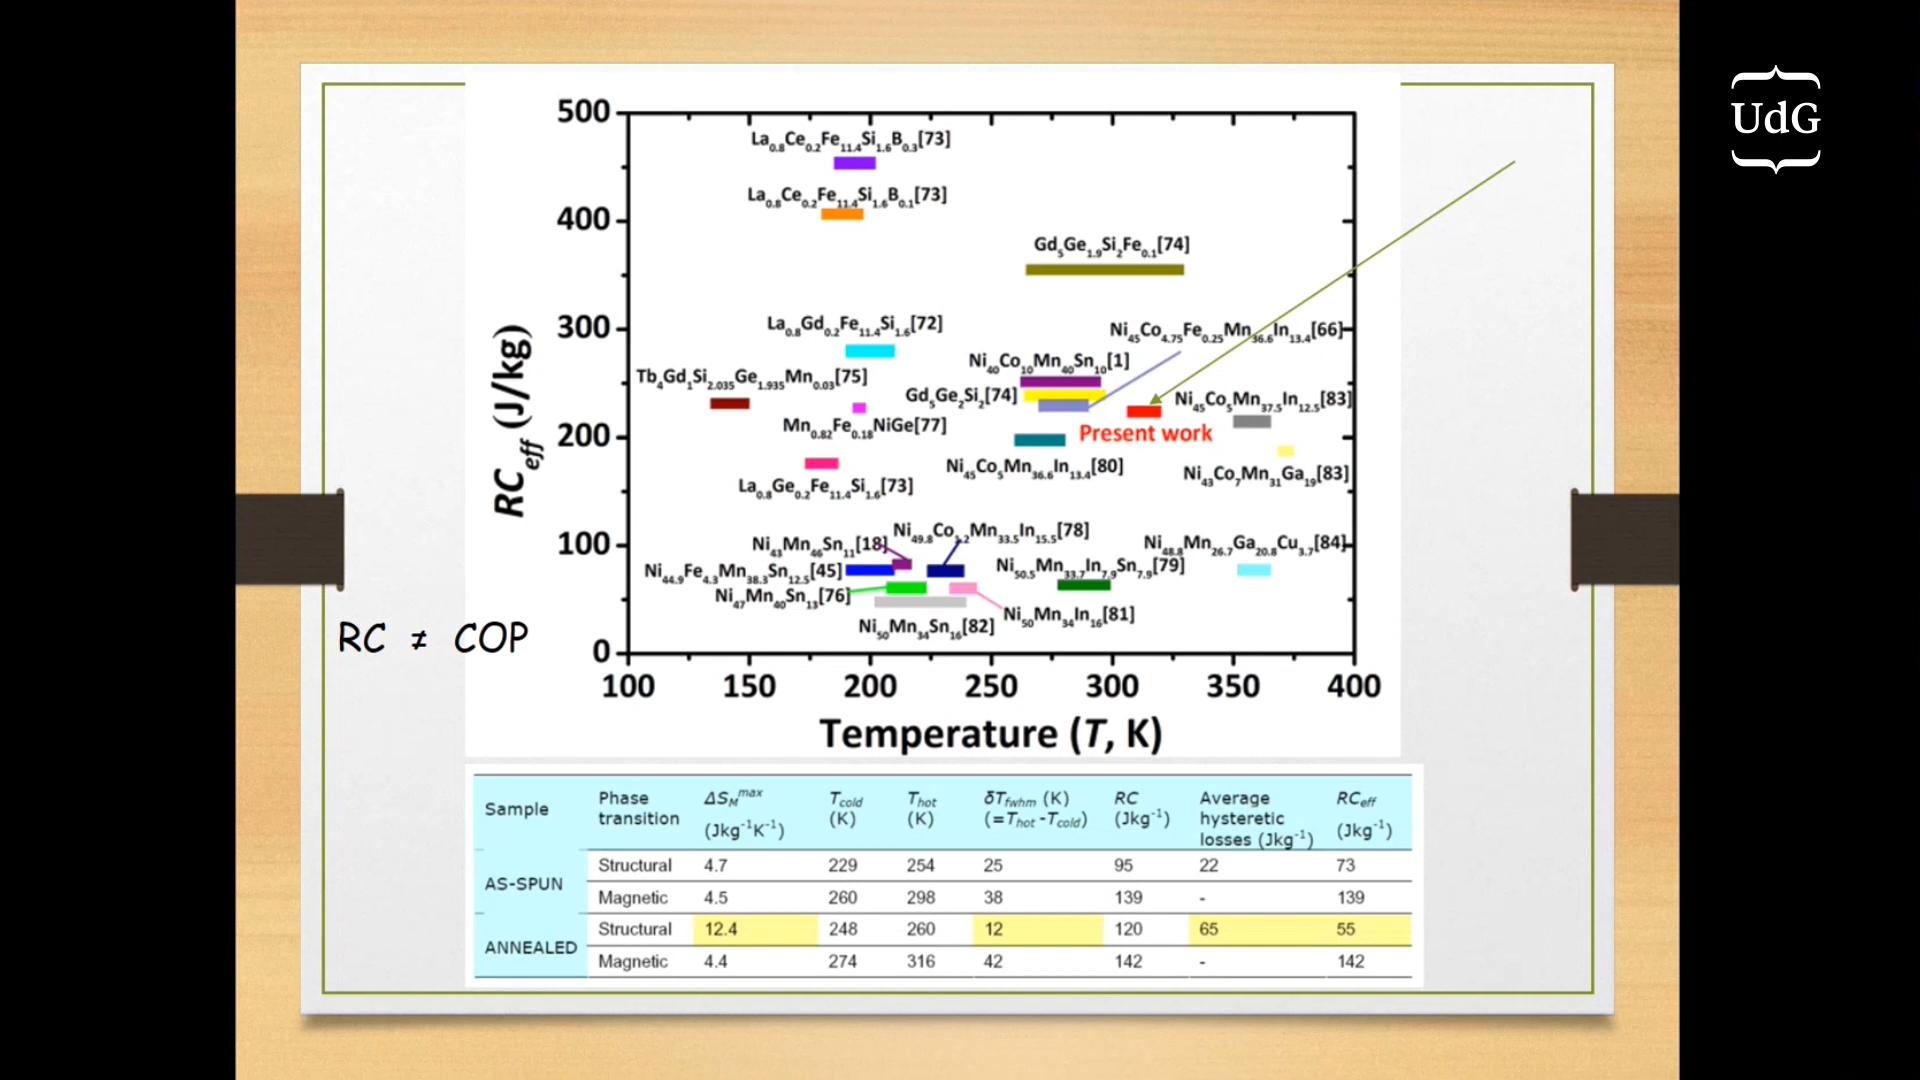 UdG
500
La0.8Ce0.2Fe11.4Si1.6B0.3[73]
La0.8Ce0.2Fe11.4Si1.6B0.1[73]
400
Gd5Ge1.9Si2Fe0.1[74]
La0.8Gd0.2Fe11.4Si1.6[72]
300
Ni45Co4.75Fe0.25Mn36.6In13.4[66]
Ni40Co10Mn40Sn10[1]
Tb4Gd1Si2.035Ge1.935Mn0.03[75]
Gd5Ge2Si2[74]
Ni45Co5Mn37.5In12.5[83]
RCeff (J/kg)
Mn0.82Fe0.18NiGe[77]
Present work
200
Ni45Co5Mn36.6In13.4[80]
Ni43Co7Mn31Ga19[83]
La0.8Ge0.2Fe11.4Si1.6[73]
Ni49.8Co1.2Mn33.5In15.5[78]
100
Ni43Mn46Sn11[18]
Ni48.8Mn26.7Ga20.8Cu3.7[84]
Ni44.9Fe4.3Mn38.3Sn12.5[45]
Ni50.5Mn33.7In7.9Sn7.9[79]
Ni47Mn40Sn13[76]
Ni50Mn34In16[81]
Ni50Mn34Sn16[82]
RC ≠ COP
0
100 150 200 250 300 350 400
Temperature (T, K)
Sample Phase transition ΔSMmax (Jkg-1K-1) Tcold (K) Thot (K) δTfwhm (K) (=Thot -Tcold) RC (Jkg-1) Average hysteretic losses (Jkg-1) RCeff (Jkg-1)
AS-SPUN
Structural 4.7 229 254 25 95 22 73
Magnetic 4.5 260 298 38 139 - 139
ANNEALED
Structural 12.4 248 260 12 120 65 55
Magnetic 4.4 274 316 42 142 - 142